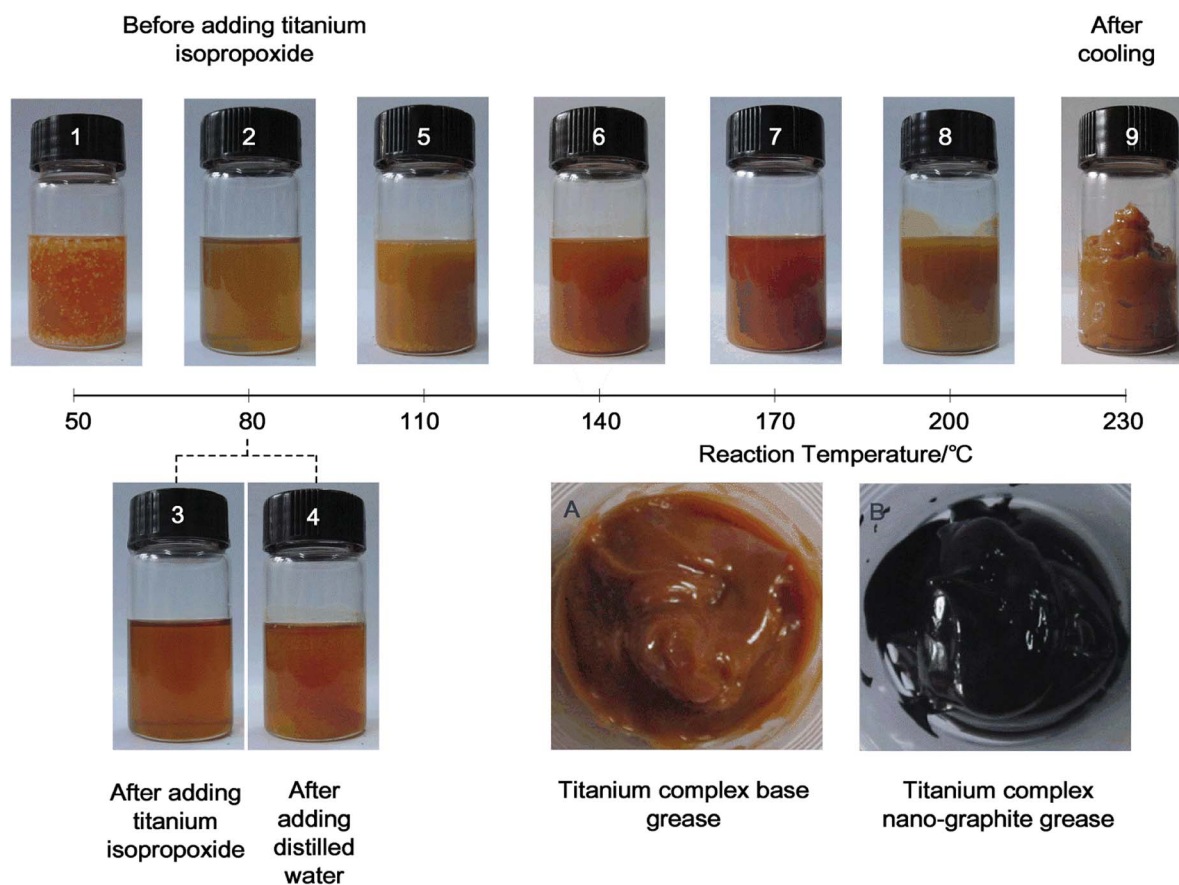 Before adding titanium
isopropoxide
After
cooling
1
2
5
6
7
8
9
50
80
110
140
170
200
230
Reaction Temperature/°C
3
4
A
B
After adding
titanium
isopropoxide
After
adding
distilled
water
Titanium complex base
grease
Titanium complex
nano-graphite grease